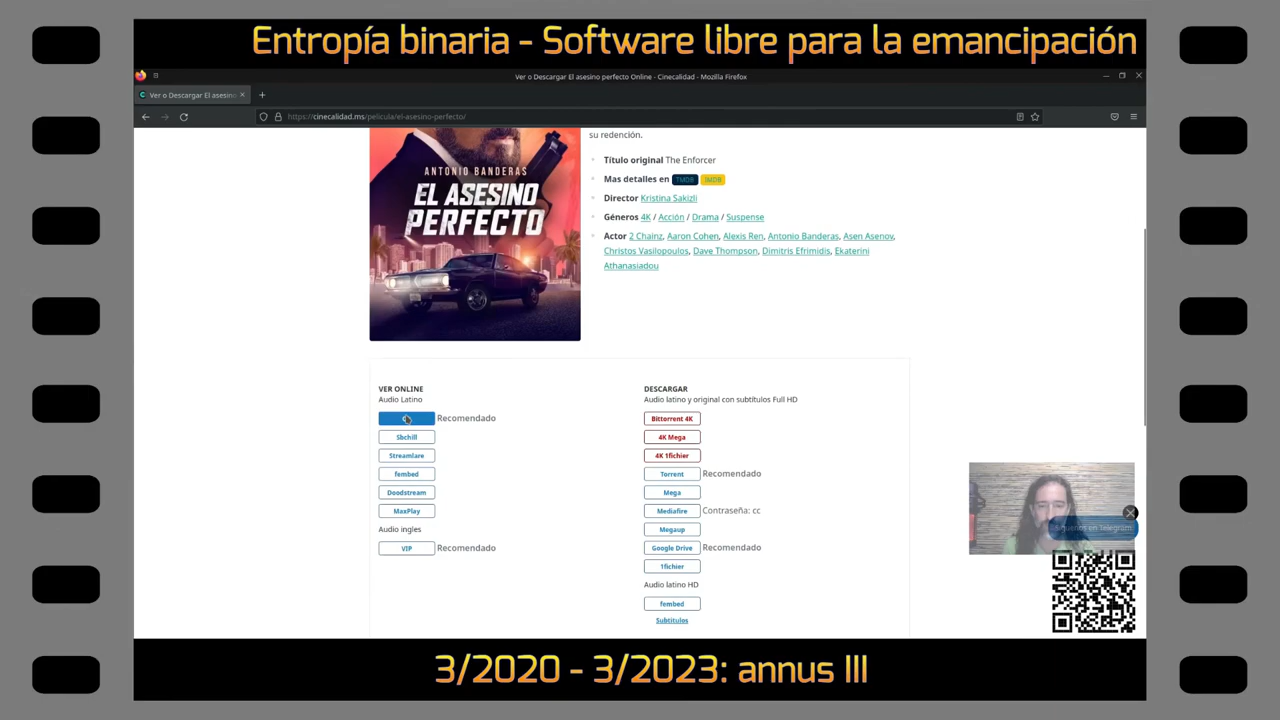 Entropía binaria - Software libre para la emancipación
Ver o Descargar El asesino perfecto Online - Cinecalidad - Mozilla Firefox
Ver o Descargar El asesino
https://cinecalidad.ms/pelicula/el-asesino-perfecto/
su redención.
Título original The Enforcer
Mas detalles en TMDB IMDB
Director Kristina Sakizli
Géneros 4K / Acción / Drama / Suspense
Actor 2 Chainz, Aaron Cohen, Alexis Ren, Antonio Banderas, Asen Asenov,
Christos Vasilopoulos, Dave Thompson, Dimitris Efrimidis, Ekaterini
Athanasiadou
ANTONIO BANDERAS
EL ASESINO
PERFECTO
VER ONLINE
Audio Latino
Recomendado
Sbchill
Streamlare
fembed
Doodstream
MaxPlay
Audio ingles
VIP Recomendado
DESCARGAR
Audio latino y original con subtítulos Full HD
Bittorrent 4K
4K Mega
4K 1fichier
Torrent Recomendado
Mega
Mediafire Contraseña: cc
Megaup
Google Drive Recomendado
1fichier
Audio latino HD
fembed
Subtitulos
Siguenos en Telegram
3/2020 - 3/2023: annus III